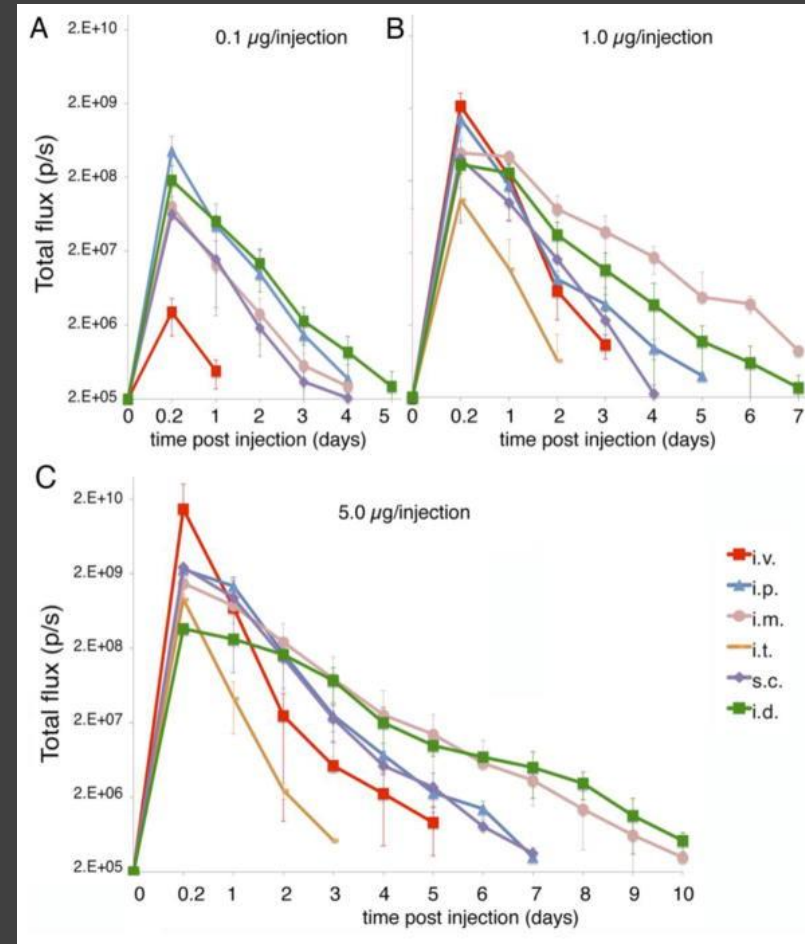 A
0.1 µg/injection
Total flux (p/s)
2.E+10
2.E+09
2.E+08
2.E+07
2.E+06
2.E+05
0 0.2 1 2 3 4 5
time post injection (days)
B
1.0 µg/injection
0 0.2 1 2 3 4 5 6 7
time post injection (days)
C
5.0 µg/injection
Total flux (p/s)
2.E+10
2.E+09
2.E+08
2.E+07
2.E+06
2.E+05
0 0.2 1 2 3 4 5 6 7 8 9 10
time post injection (days)
i.v.
i.p.
i.m.
i.t.
s.c.
i.d.